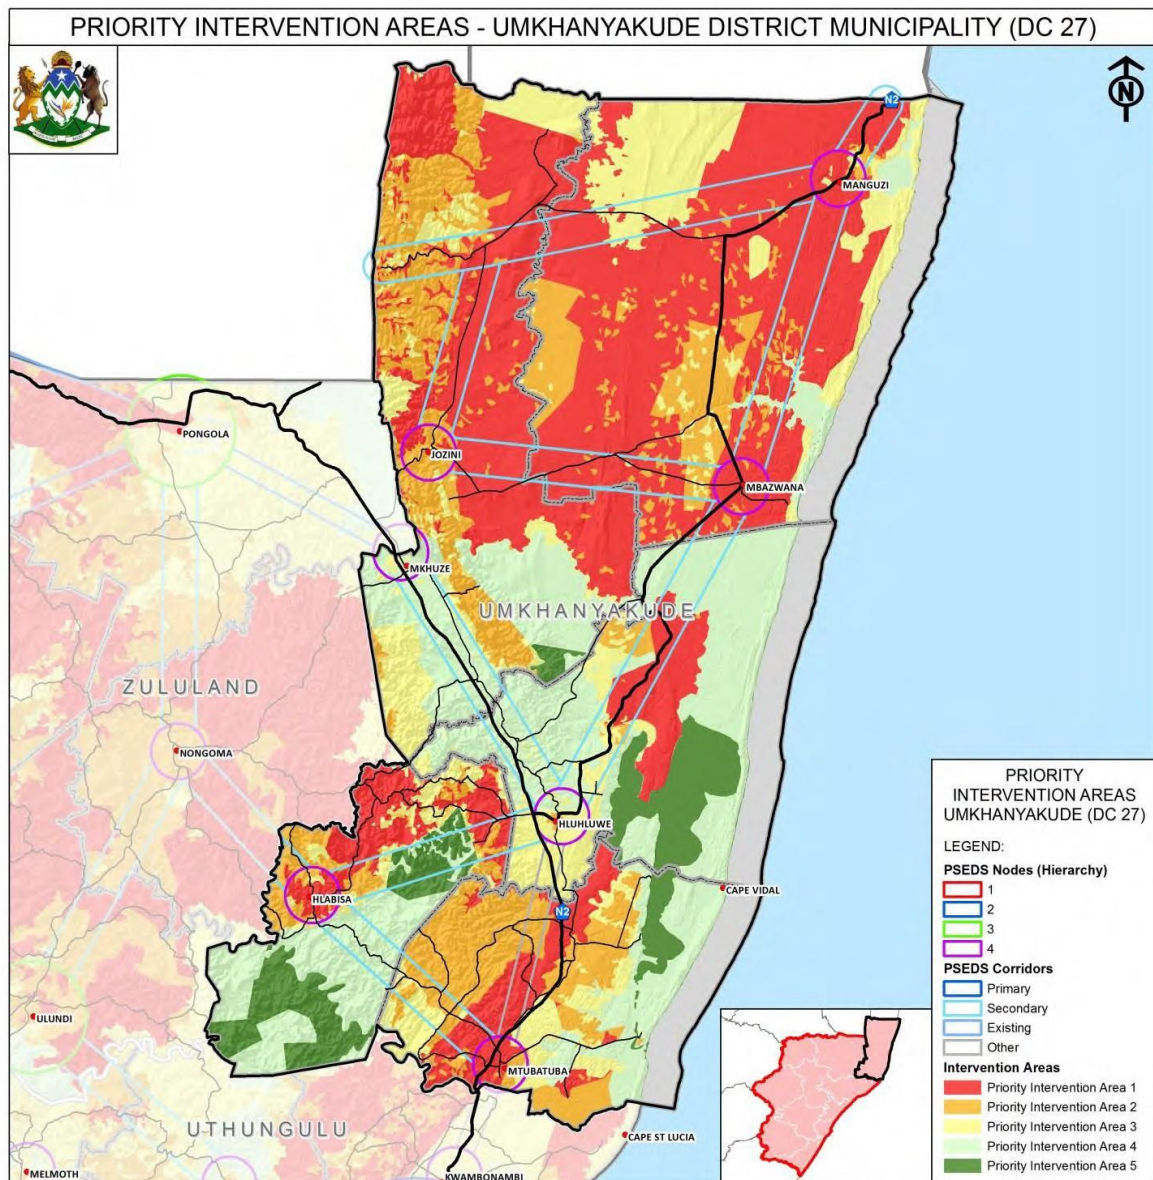 PRIORITY INTERVENTION AREAS - UMKHANYAKUDE DISTRICT MUNICIPALITY (DC 27)
N
N2
MANGUZI
PONGOLA
JOZINI
MBAZWANA
MKHUZE
UMKHANYAKUDE
ZULULAND
NONGOMA
HLUHLUWE
HLABISA
CAPE VIDAL
N2
ULUNDI
MTUBATUBA
UTHUNGULU
CAPE ST LUCIA
MELMOTH
KWAMBONAMBI
PRIORITY
INTERVENTION AREAS
UMKHANYAKUDE (DC 27)
LEGEND:
PSEDS Nodes (Hierarchy)
1
2
3
4
PSEDS Corridors
Primary
Secondary
Existing
Other
Intervention Areas
Priority Intervention Area 1
Priority Intervention Area 2
Priority Intervention Area 3
Priority Intervention Area 4
Priority Intervention Area 5